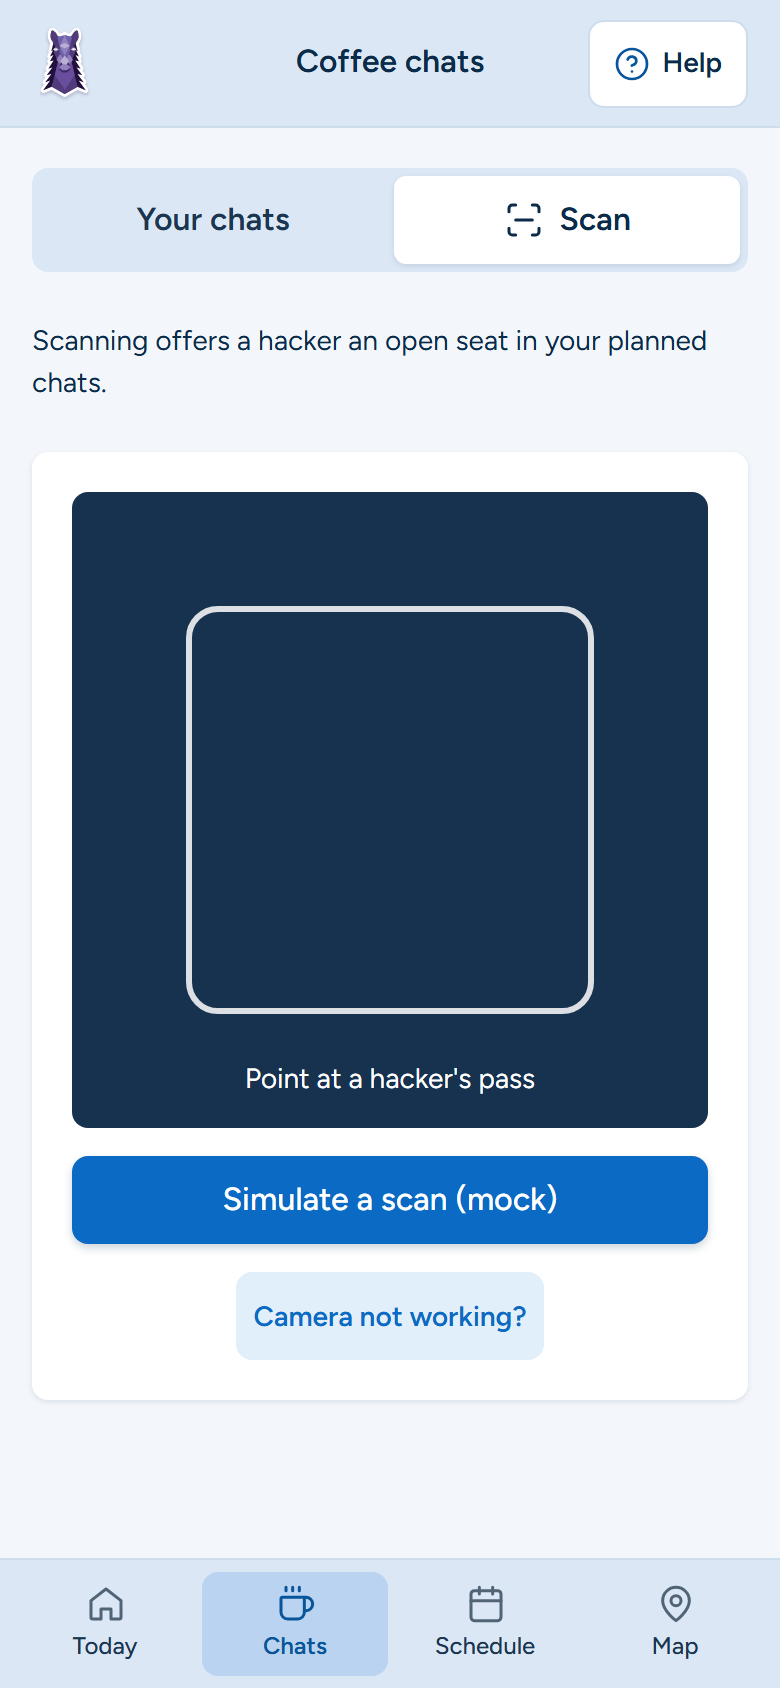 Coffee chats
Help
Your chats
Scan
Scanning offers a hacker an open seat in your planned
chats.
Point at a hacker's pass
Simulate a scan (mock)
Camera not working?
Today
Chats
Schedule
Map